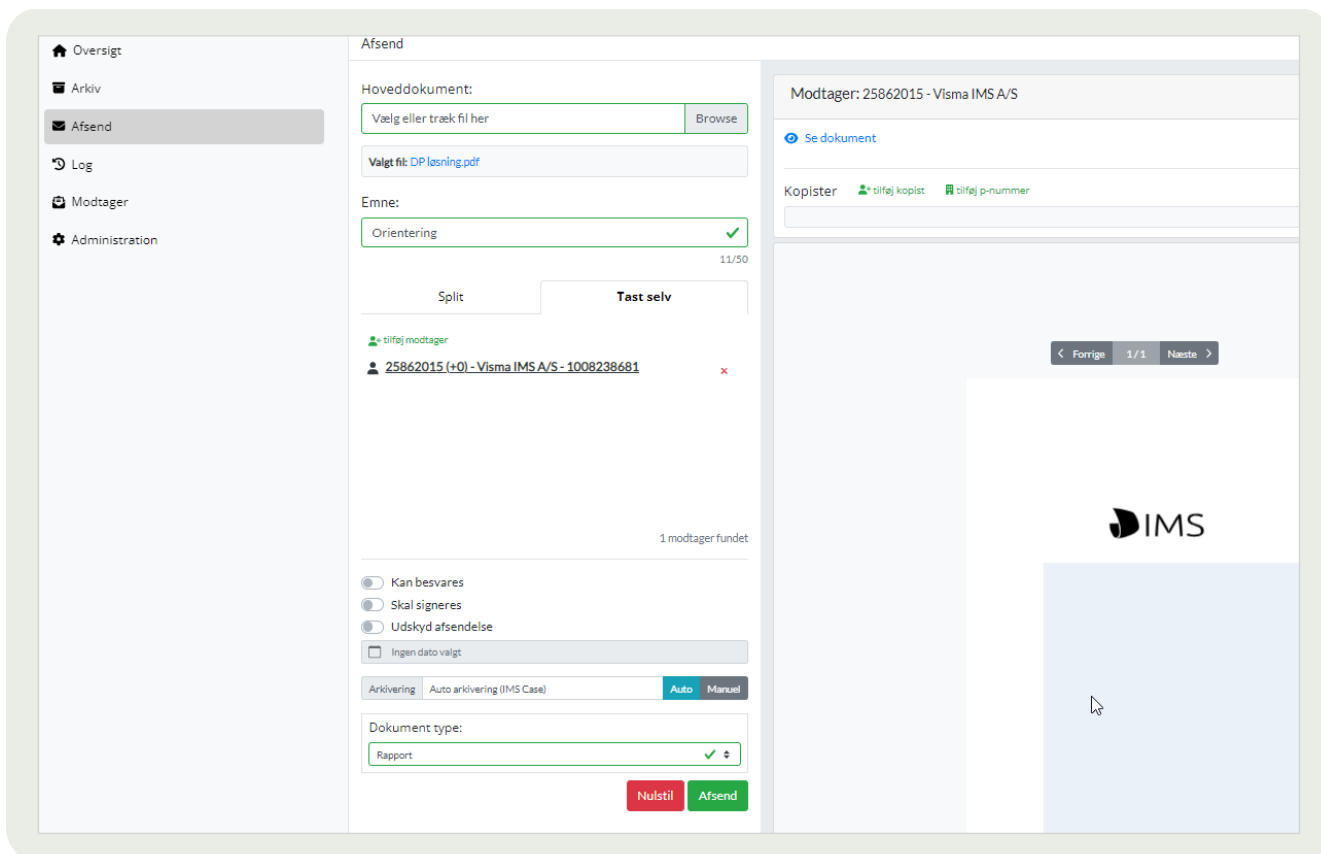 Oversigt
Arkiv
Afsend
Log
Modtager
Administration
Afsend
Hoveddokument:
Vælg eller træk fil her
Browse
Valgt fil: DP løsning.pdf
Emne:
Orientering
11/50
Split
Tast selv
tilføj modtager
25862015 (+0) - Visma IMS A/S - 1008238681
×
1 modtager fundet
Kan besvares
Skal signeres
Udskyd afsendelse
Ingen dato valgt
Arkivering
Auto arkivering (IMS Case)
Auto
Manuel
Dokument type:
Rapport
Nulstil
Afsend
Modtager: 25862015 - Visma IMS A/S
Se dokument
Kopister
tilføj kopist
tilføj p-nummer
Forrige
1/1
Næste
IMS